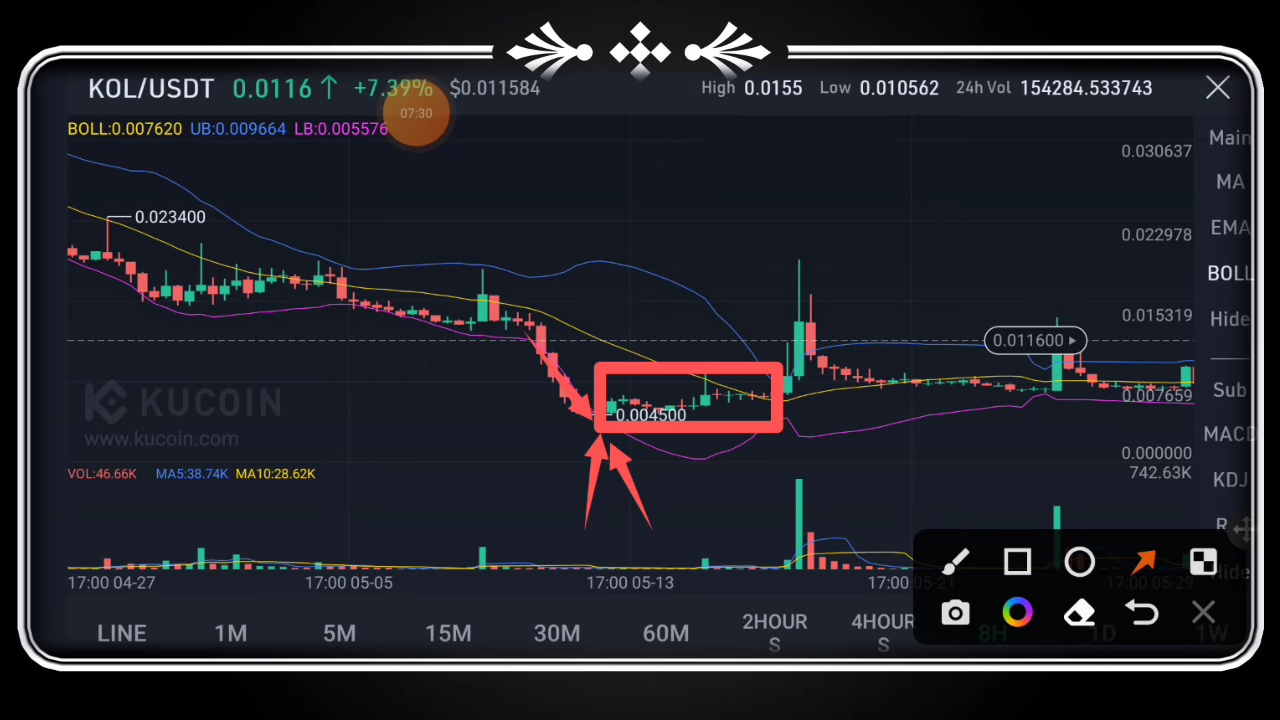 KOL/USDT 0.0116 ↑ +7.39% $0.011584 High 0.0155 Low 0.010562 24h Vol 154284.533743
07:30
BOLL:0.007620 UB:0.009664 LB:0.005576
Main
MA
EMA
BOLL
Hide
Sub
MACD
KDJ
R
Hide
0.030637
0.022978
0.015319
0.007659
0.000000
742.63K
0.023400
0.011600
0.004500
KUCOIN
www.kucoin.com
VOL:46.66K MA5:38.74K MA10:28.62K
17:00 04-27 17:00 05-05 17:00 05-13 17:00 05-21 17:00 05-29
LINE 1M 5M 15M 30M 60M 2HOURS 4HOURS 8H 1D 1W